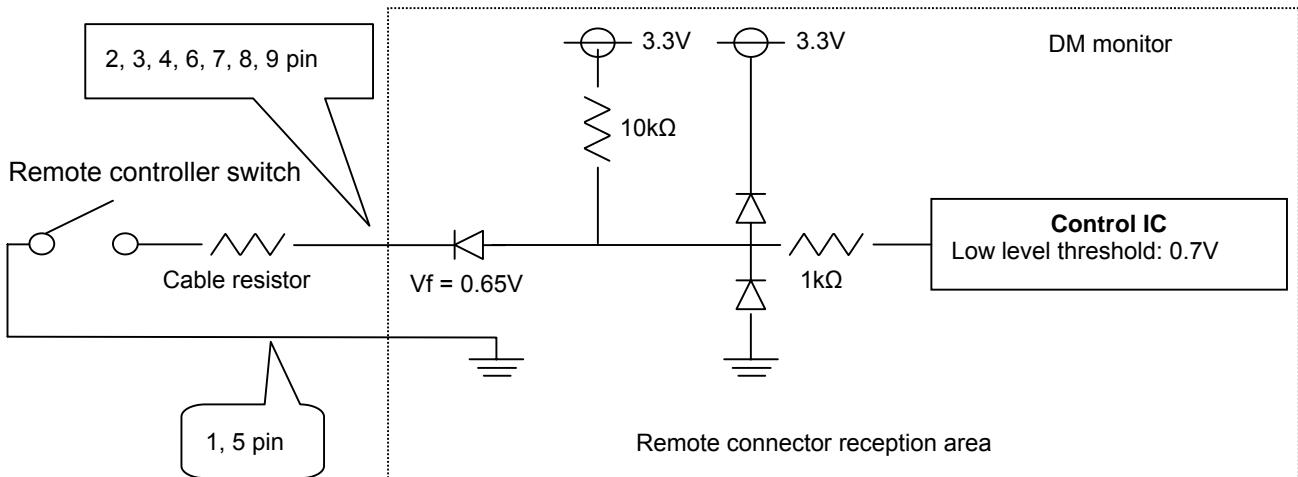 2, 3, 4, 6, 7, 8, 9 pin
3.3V
3.3V
DM monitor
10kΩ
Remote controller switch
Cable resistor
Vf = 0.65V
1kΩ
Control IC
Low level threshold: 0.7V
1, 5 pin
Remote connector reception area